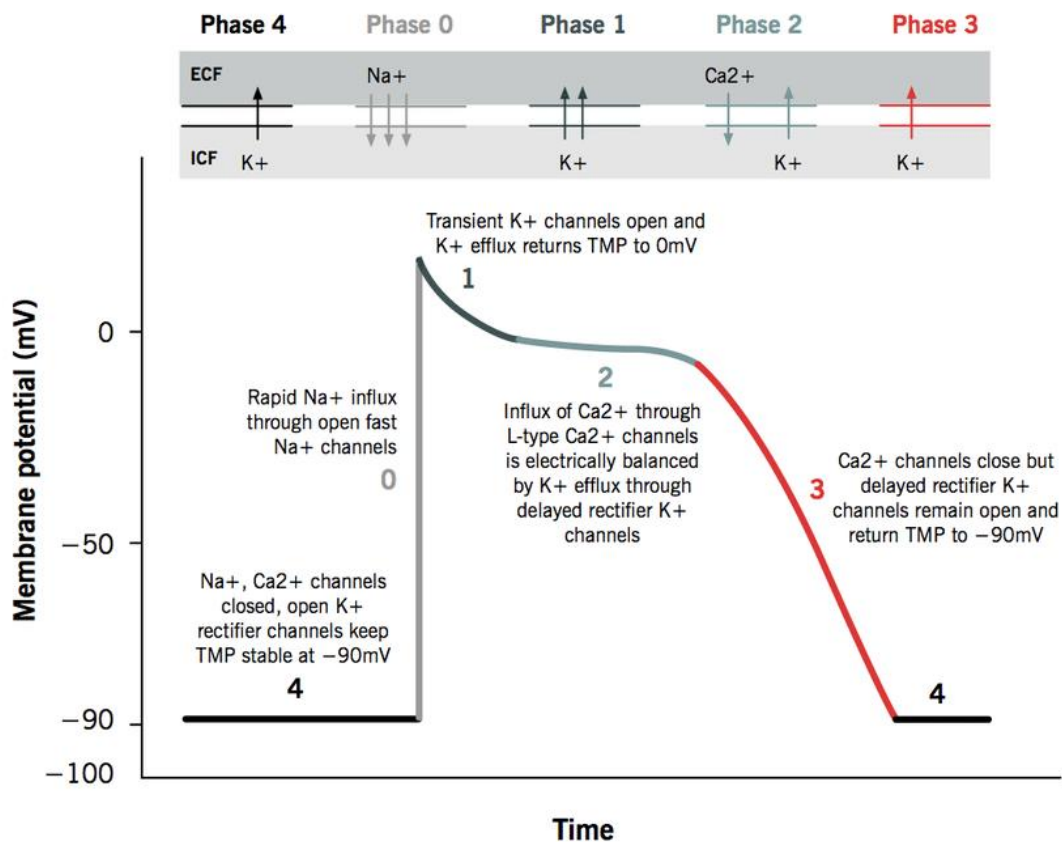 Phase 4 Phase 0 Phase 1 Phase 2 Phase 3
ECF Na+ Ca2+
ICF K+ K+ K+ K+
Transient K+ channels open and
K+ efflux returns TMP to 0mV
1
Membrane potential (mV)
0
−50
−90
−100
Rapid Na+ influx
through open fast
Na+ channels
0
2
Influx of Ca2+ through
L-type Ca2+ channels
is electrically balanced
by K+ efflux through
delayed rectifier K+
channels
3
Ca2+ channels close but
delayed rectifier K+
channels remain open and
return TMP to −90mV
Na+, Ca2+ channels
closed, open K+
rectifier channels keep
TMP stable at −90mV
4
4
Time